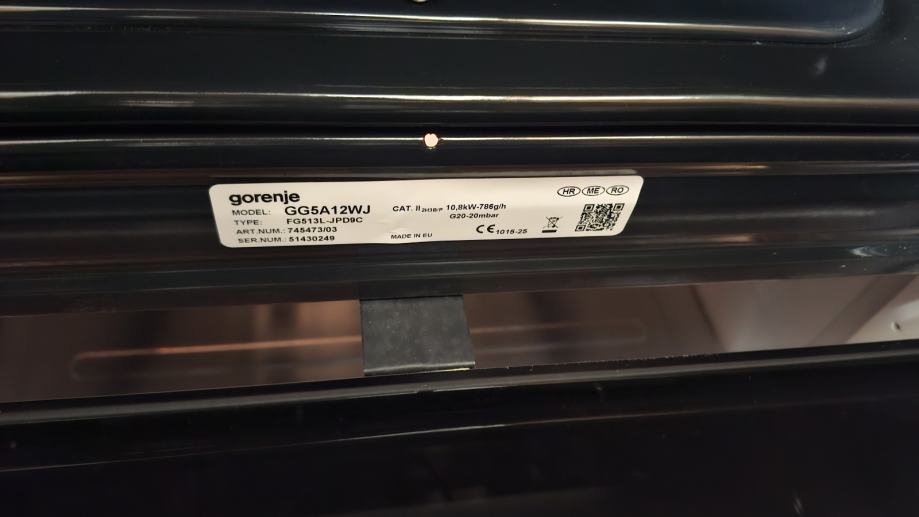 gorenje
MODEL: GG5A12WJ
TYPE: FG513L-JPD9C
ART.NUM.: 745473/03
SER.NUM.: 51430249
CAT. II2H3B/P 10,8kW-786g/h
G20-20mbar
MADE IN EU
CE 1015-25
HR ME RO